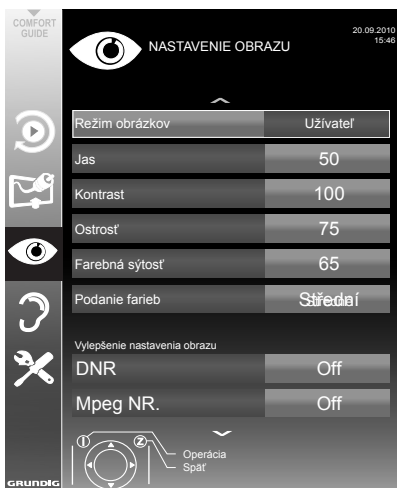 COMFORT
GUIDE
NASTAVENIE OBRAZU
20.09.2010
15:46
Režim obrázkov Užívateľ
Jas 50
Kontrast 100
Ostrosť 75
Farebná sýtosť 65
Podanie farieb Střední
Vylepšenie nastavenia obrazu
DNR Off
Mpeg NR. Off
Operácia
Späť
GRUNDIG